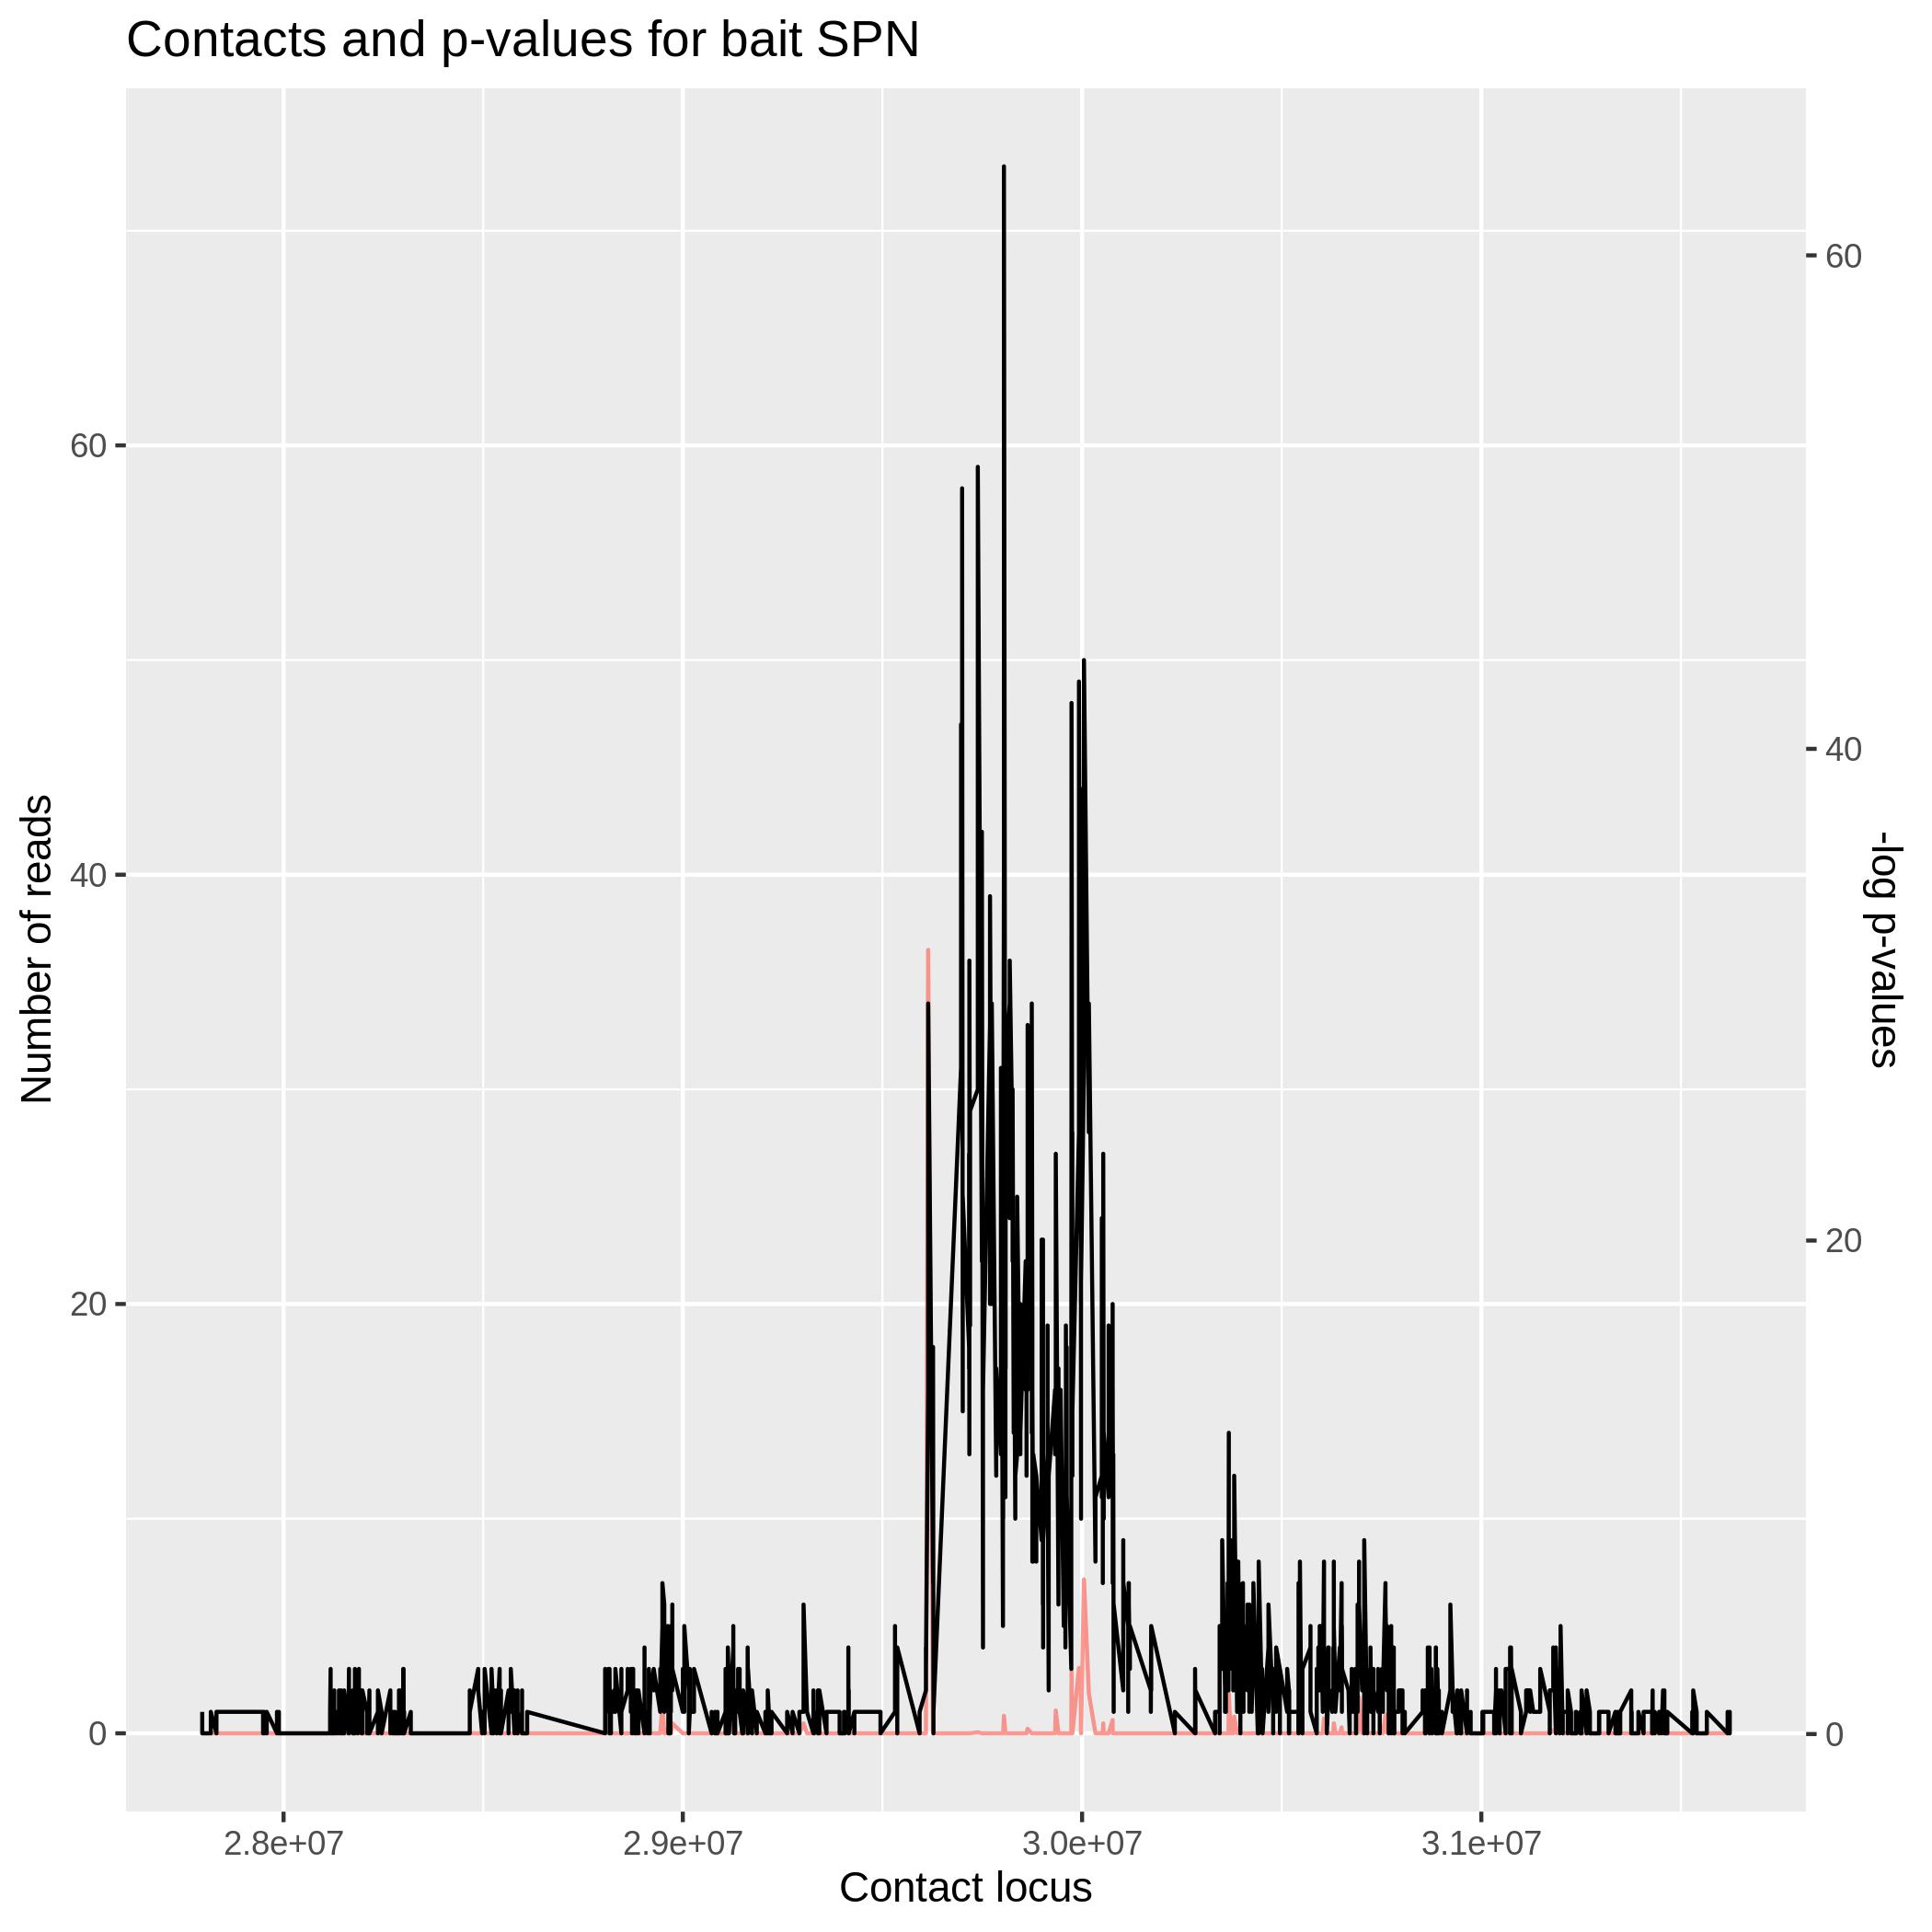 Contacts and p-values for bait SPN
Number of reads
60
40
20
0
60
40
20
0
-log p-values
2.8e+07
2.9e+07
3.0e+07
3.1e+07
Contact locus